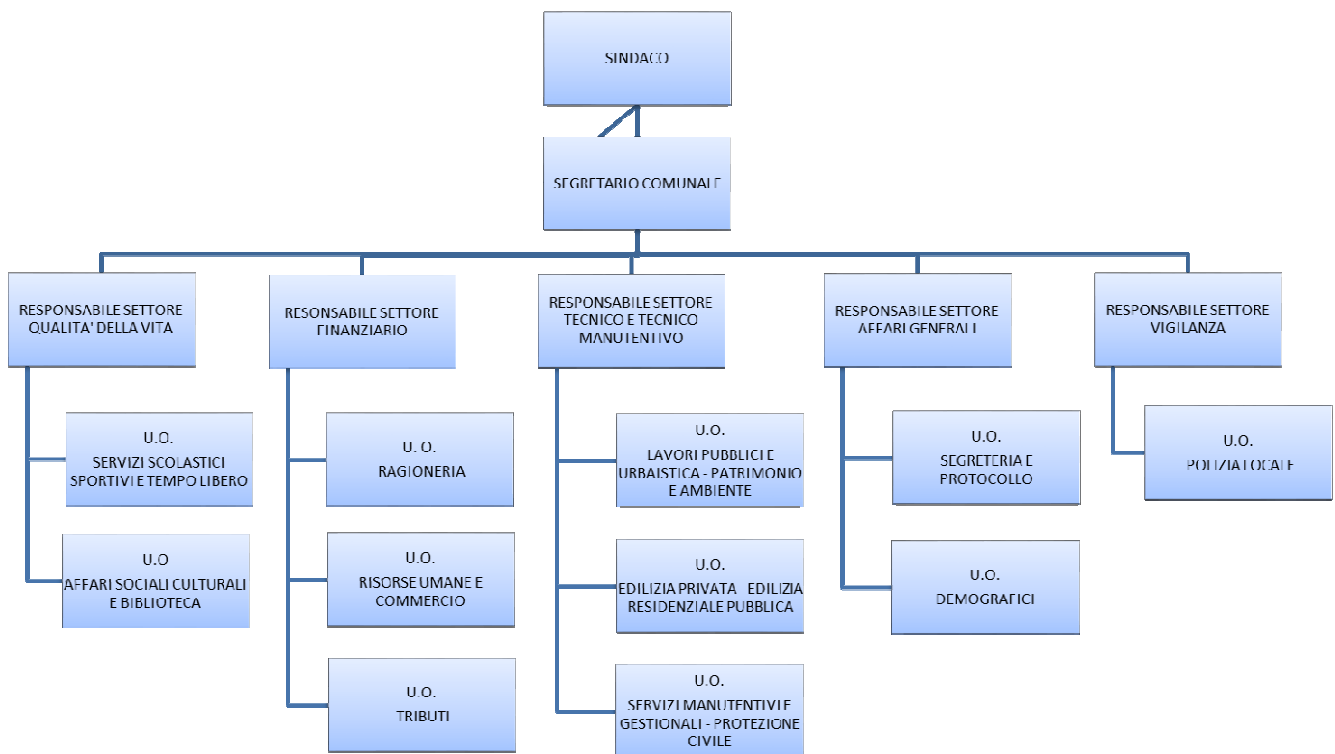 SINDACO
SEGRETARIO COMUNALE
RESPONSABILE SETTORE
QUALITA' DELLA VITA
RESONSABILE SETTORE
FINANZIARIO
RESPONSABILE SETTORE
TECNICO E TECNICO
MANUTENTIVO
RESPONSABILE SETTORE
AFFARI GENERALI
RESPONSABILE SETTORE
VIGILANZA
U.O.
SERVIZI SCOLASTICI
SPORTIVI E TEMPO LIBERO
U.O
AFFARI SOCIALI CULTURALI
E BIBLIOTECA
U.O.
RAGIONERIA
U.O.
RISORSE UMANE E
COMMERCIO
U.O.
TRIBUTI
U.O.
LAVORI PUBBLICI E
URBAISTICA - PATRIMONIO
E AMBIENTE
U.O.
EDILIZIA PRIVATA EDILIZIA
RESIDENZIALE PUBBLICA
U.O.
SERVIZI MANUTENTIVI E
GESTIONALI - PROTEZIONE
CIVILE
U.O.
SEGRETERIA E
PROTOCOLLO
U.O.
DEMOGRAFICI
U.O.
POLIZIA LOCALE